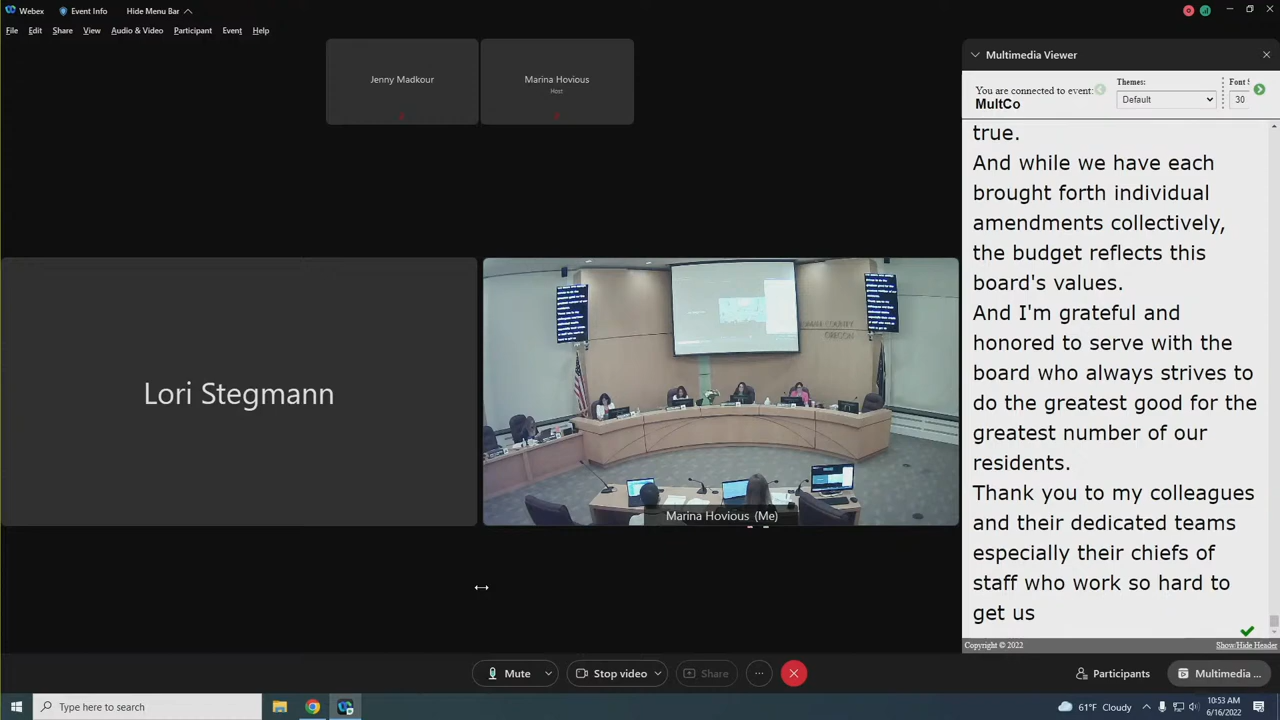 Webex
Event Info
Hide Menu Bar
File Edit Share View Audio & Video Participant Event Help
Jenny Madkour
Marina Hovious
Host
Lori Stegmann
COUNTY
OREGON
Marina Hovious (Me)
Multimedia Viewer
You are connected to event:
MultCo
Themes:
Default
Font S
30
true.
And while we have each
brought forth individual
amendments collectively,
the budget reflects this
board's values.
And I'm grateful and
honored to serve with the
board who always strives to
do the greatest good for the
greatest number of our
residents.
Thank you to my colleagues
and their dedicated teams
especially their chiefs of
staff who work so hard to
get us
Copyright © 2022
Show/Hide Header
Mute
Stop video
Share
Participants
Multimedia ...
Type here to search
61°F Cloudy
10:53 AM
6/16/2022